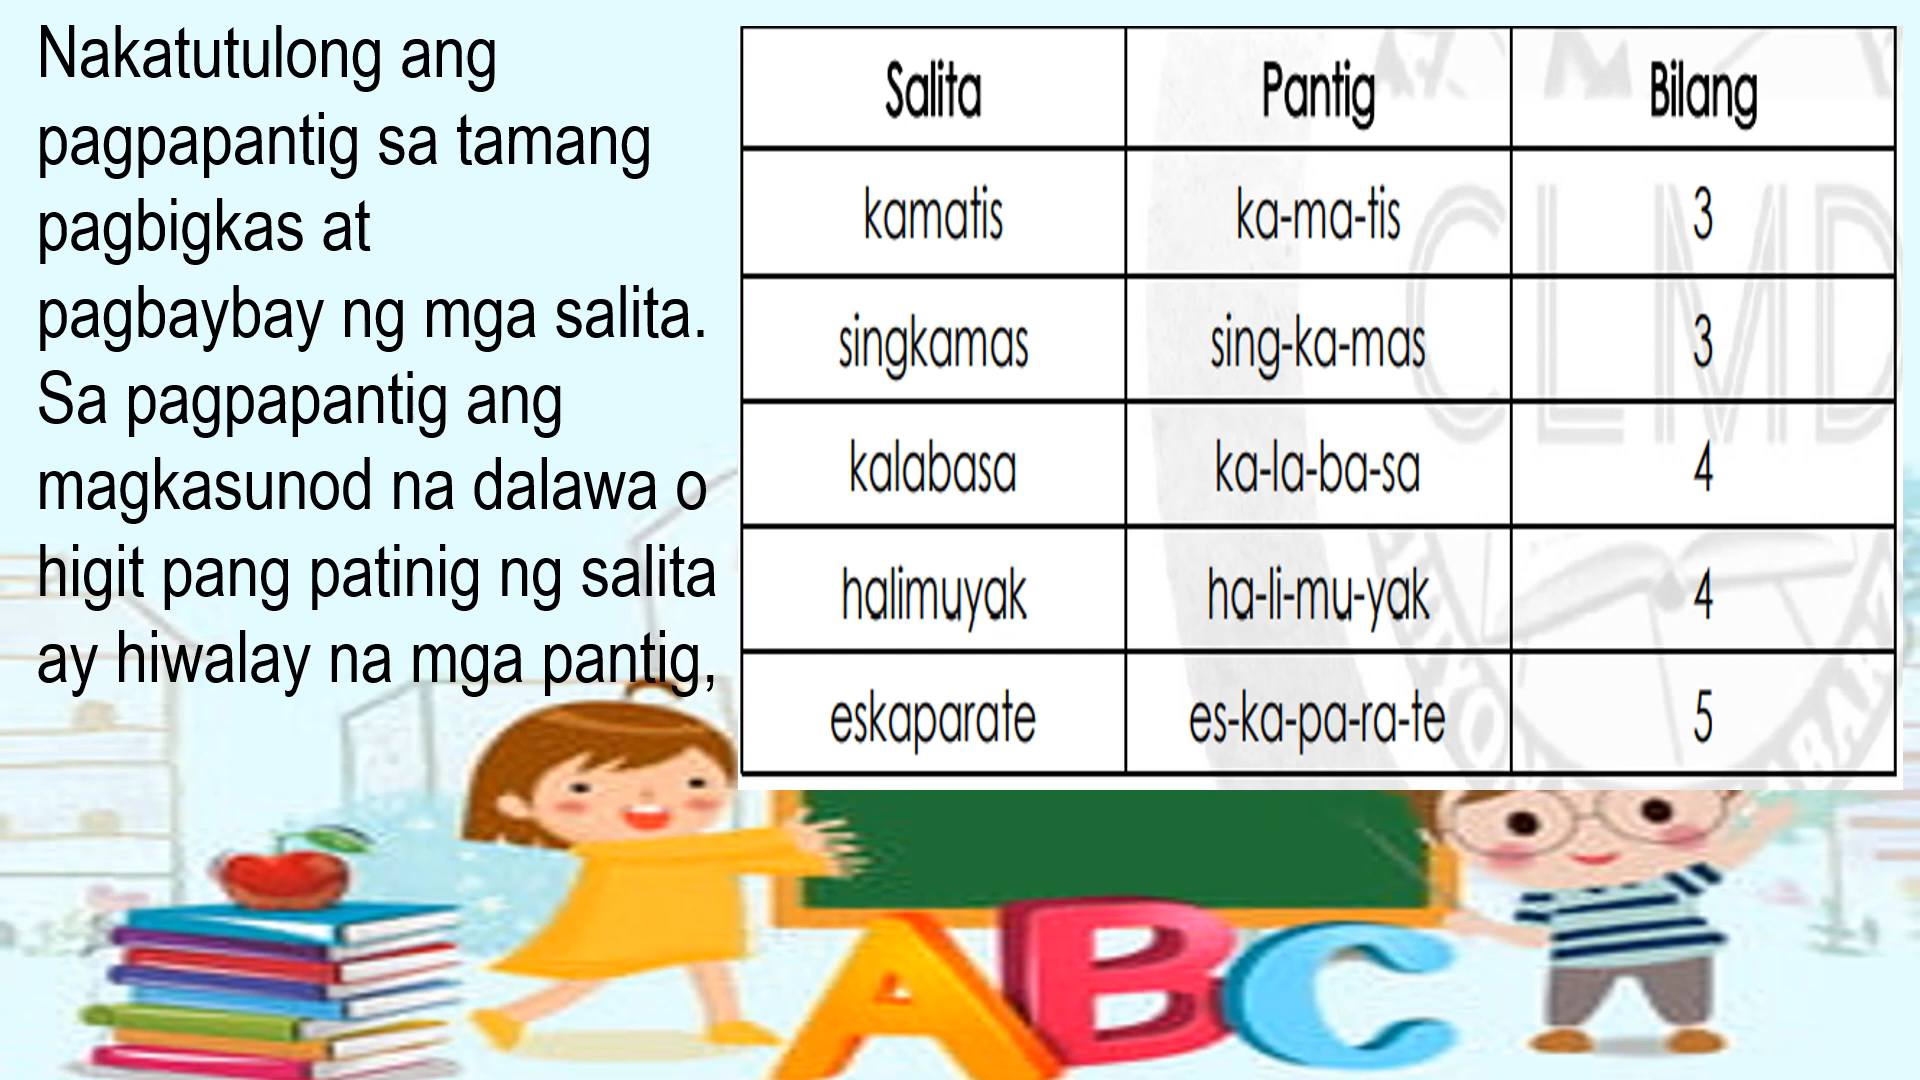 Nakatutulong ang
pagpapantig sa tamang
pagbigkas at
pagbaybay ng mga salita.
Sa pagpapantig ang
magkasunod na dalawa o
higit pang patinig ng salita
ay hiwalay na mga pantig,
Salita Pantig Bilang
kamatis ka-ma-tis 3
singkamas sing-ka-mas 3
kalabasa ka-la-ba-sa 4
halimuyak ha-li-mu-yak 4
eskaparate es-ka-pa-ra-te 5
CLMD
ABC